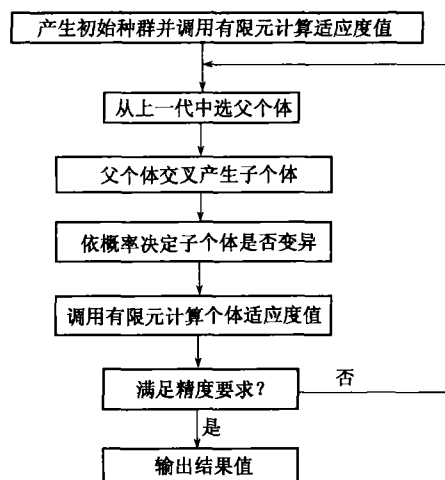 产生初始种群并调用有限元计算适应度值
从上一代中选父个体
父个体交叉产生子个体
依概率决定子个体是否变异
调用有限元计算个体适应度值
满足精度要求?
否
是
输出结果值